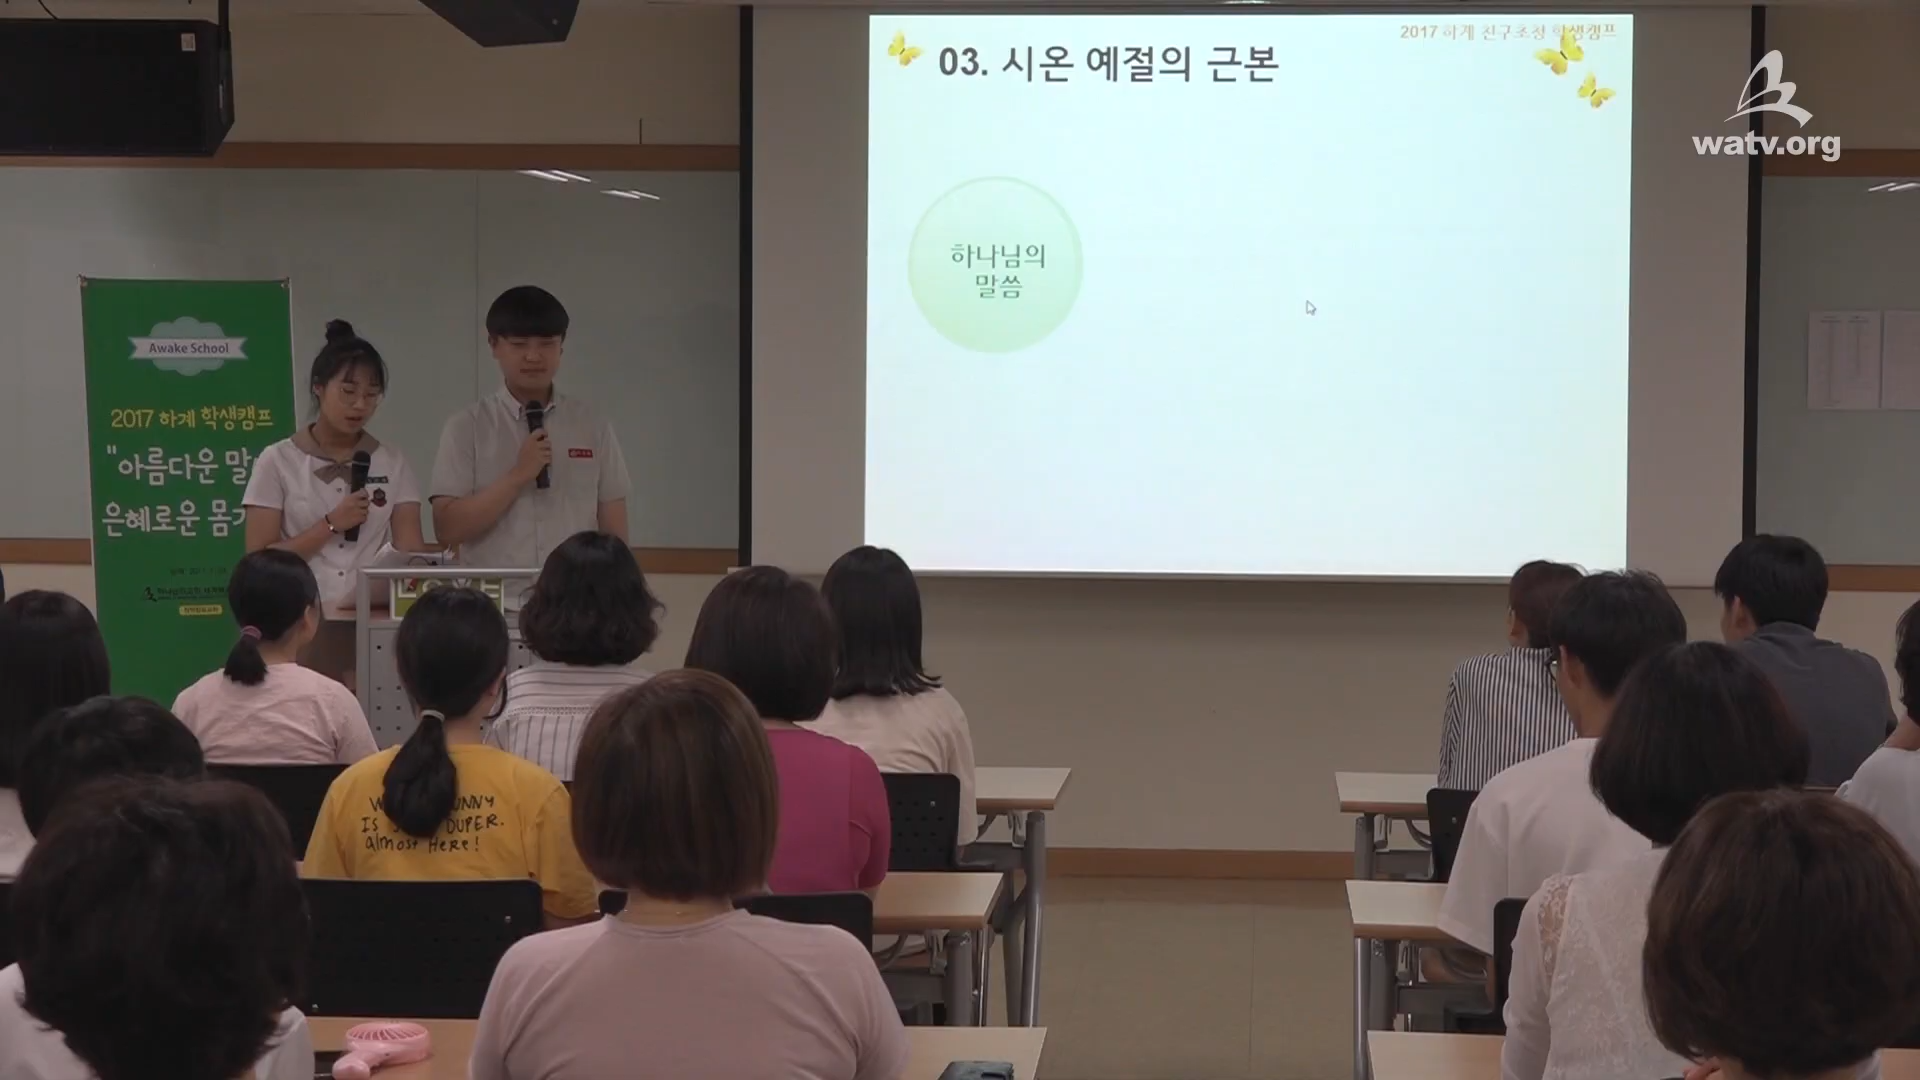 2017 하계 친구초청 학생캠프
03. 시온 예절의 근본
하나님의
말씀
watv.org
Awake School
2017 하계 학생캠프
"아름다운
은혜로운
IS DUPER.
almost Here!